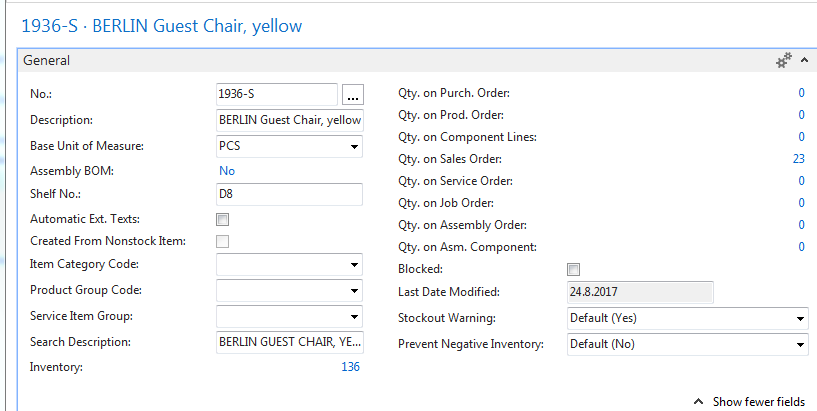 1936-S · BERLIN Guest Chair, yellow
General
No.: 1936-S ...
Description: BERLIN Guest Chair, yellow
Base Unit of Measure: PCS
Assembly BOM: No
Shelf No.: D8
Automatic Ext. Texts:
Created From Nonstock Item:
Item Category Code:
Product Group Code:
Service Item Group:
Search Description: BERLIN GUEST CHAIR, YE...
Inventory: 136
Qty. on Purch. Order: 0
Qty. on Prod. Order: 0
Qty. on Component Lines: 0
Qty. on Sales Order: 23
Qty. on Service Order: 0
Qty. on Job Order: 0
Qty. on Assembly Order: 0
Qty. on Asm. Component: 0
Blocked:
Last Date Modified: 24.8.2017
Stockout Warning: Default (Yes)
Prevent Negative Inventory: Default (No)
Show fewer fields